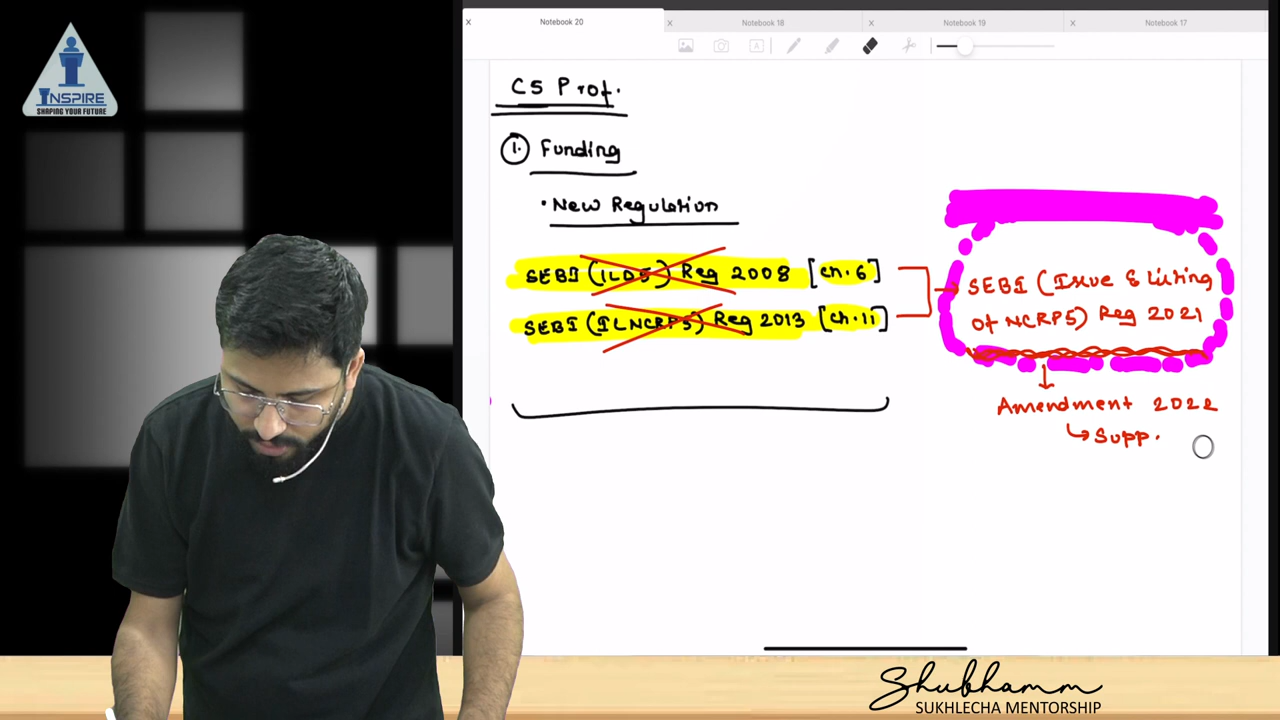 INSPIRE
SHAPING YOUR FUTURE
Notebook 20
Notebook 18
Notebook 19
Notebook 17
CS Prof.
1. Funding
• New Regulation
SEBI (ILDS) Reg 2008 [ch. 6]
SEBI (ILNCRPS) Reg 2013 [ch. 11]
SEBI (Issue & Listing
of NCRPS) Reg 2021
Amendment 2022
↳ Supp.
Shubhamm
SUKHLECHA MENTORSHIP